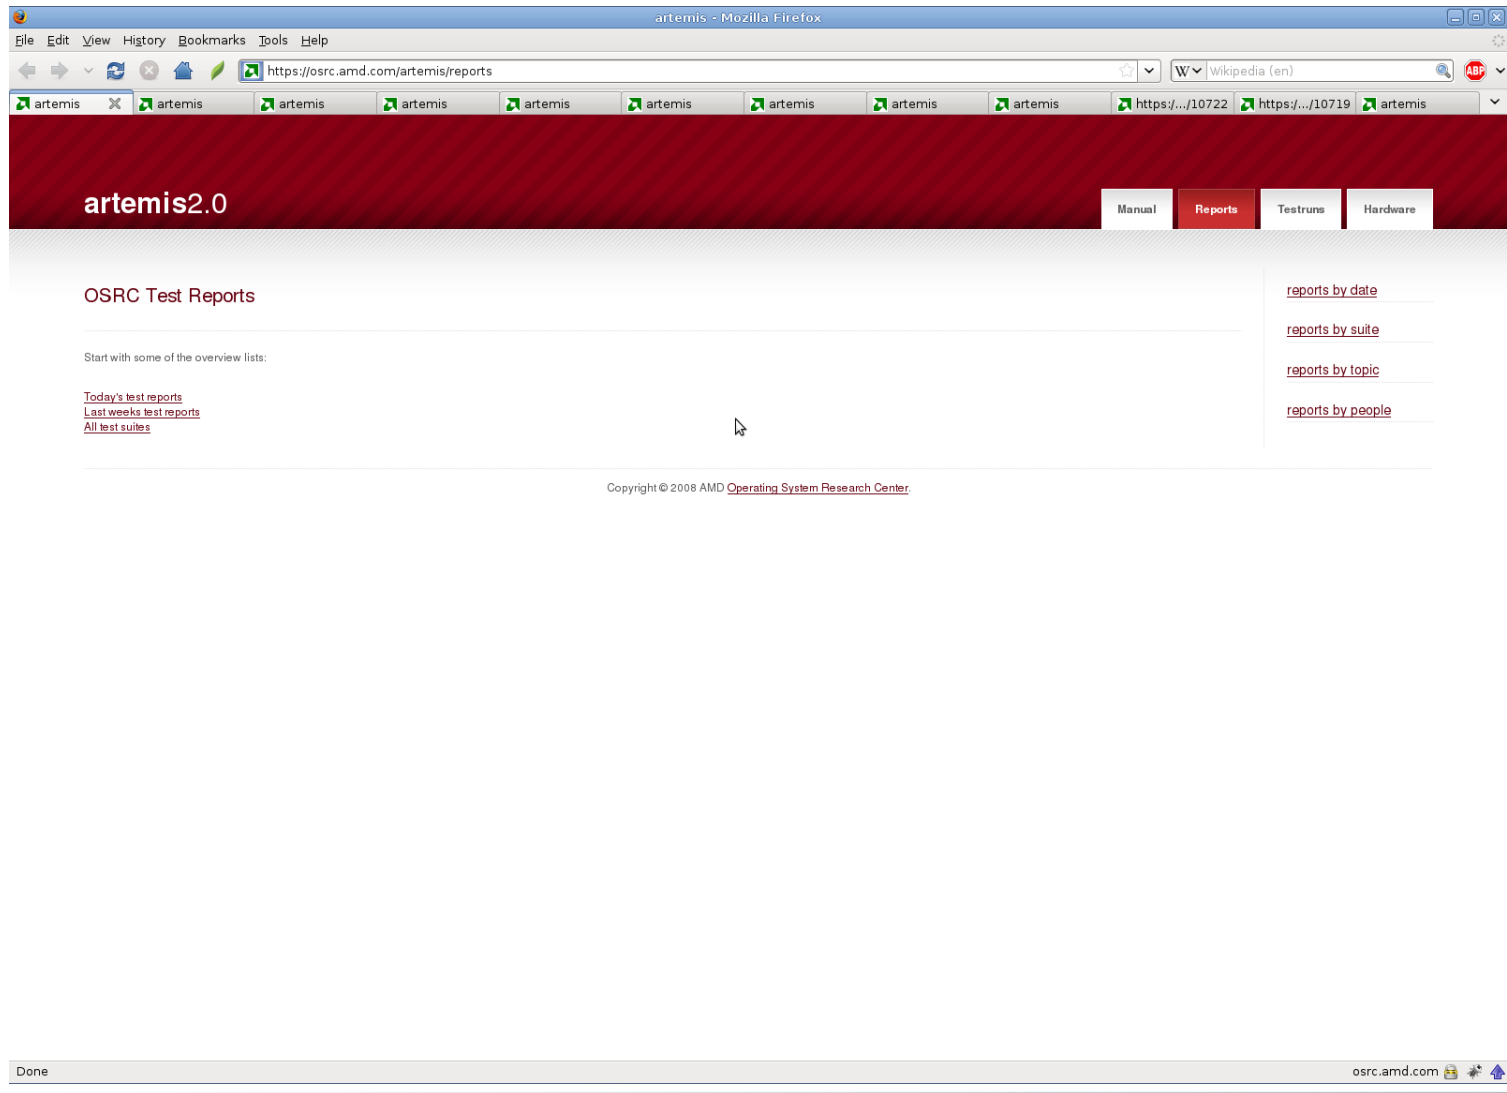 artemis - Mozilla Firefox
File Edit View History Bookmarks Tools Help
https://osrc.amd.com/artemis/reports
W Wikipedia (en)
ABP
artemis artemis artemis artemis artemis artemis artemis artemis artemis https:/.../10722 https:/.../10719 artemis
artemis2.0
Manual Reports Testruns Hardware
OSRC Test Reports
Start with some of the overview lists:
Today's test reports
Last weeks test reports
All test suites
reports by date
reports by suite
reports by topic
reports by people
Copyright © 2008 AMD Operating System Research Center.
Done osrc.amd.com